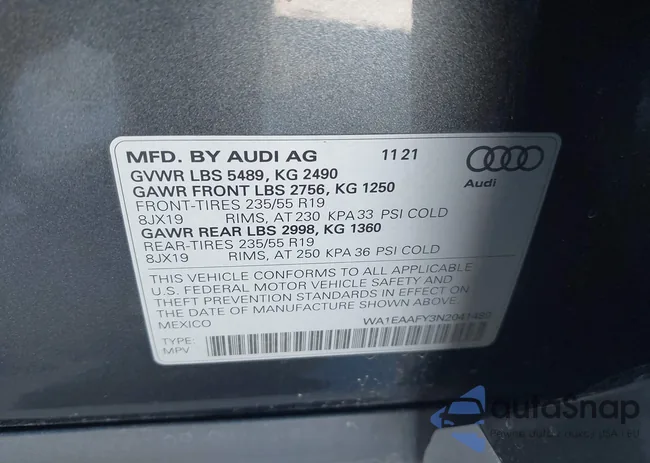 MFD. BY AUDI AG 11 21
GVWR LBS 5489, KG 2490
GAWR FRONT LBS 2756, KG 1250
FRONT-TIRES 235/55 R19
8JX19 RIMS, AT 230 KPA 33 PSI COLD
GAWR REAR LBS 2998, KG 1360
REAR-TIRES 235/55 R19
8JX19 RIMS, AT 250 KPA 36 PSI COLD
THIS VEHICLE CONFORMS TO ALL APPLICABLE
U.S. FEDERAL MOTOR VEHICLE SAFETY AND
THEFT PREVENTION STANDARDS IN EFFECT ON
THE DATE OF MANUFACTURE SHOWN ABOVE.
MEXICO
TYPE:
MPV
Audi
autoSnap